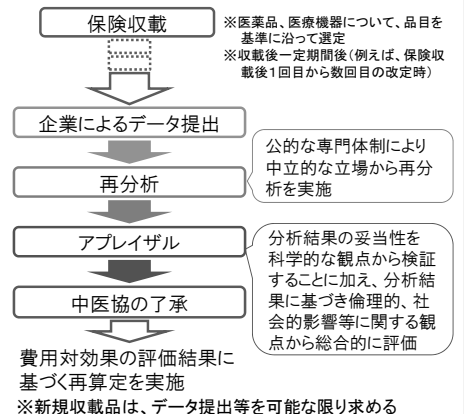 保険収載
※医薬品、医療機器について、品目を
基準に沿って選定
※収載後一定期間後(例えば、保険収
載後1回目から数回目の改定時)
企業によるデータ提出
再分析
公的な専門体制により
中立的な立場から再分
析を実施
アプレイザル
分析結果の妥当性を
科学的な観点から検証
することに加え、分析結
果に基づき倫理的、社
会的影響等に関する観
点から総合的に評価
中医協の了承
費用対効果の評価結果に
基づく再算定を実施
※新規収載品は、データ提出等を可能な限り求める